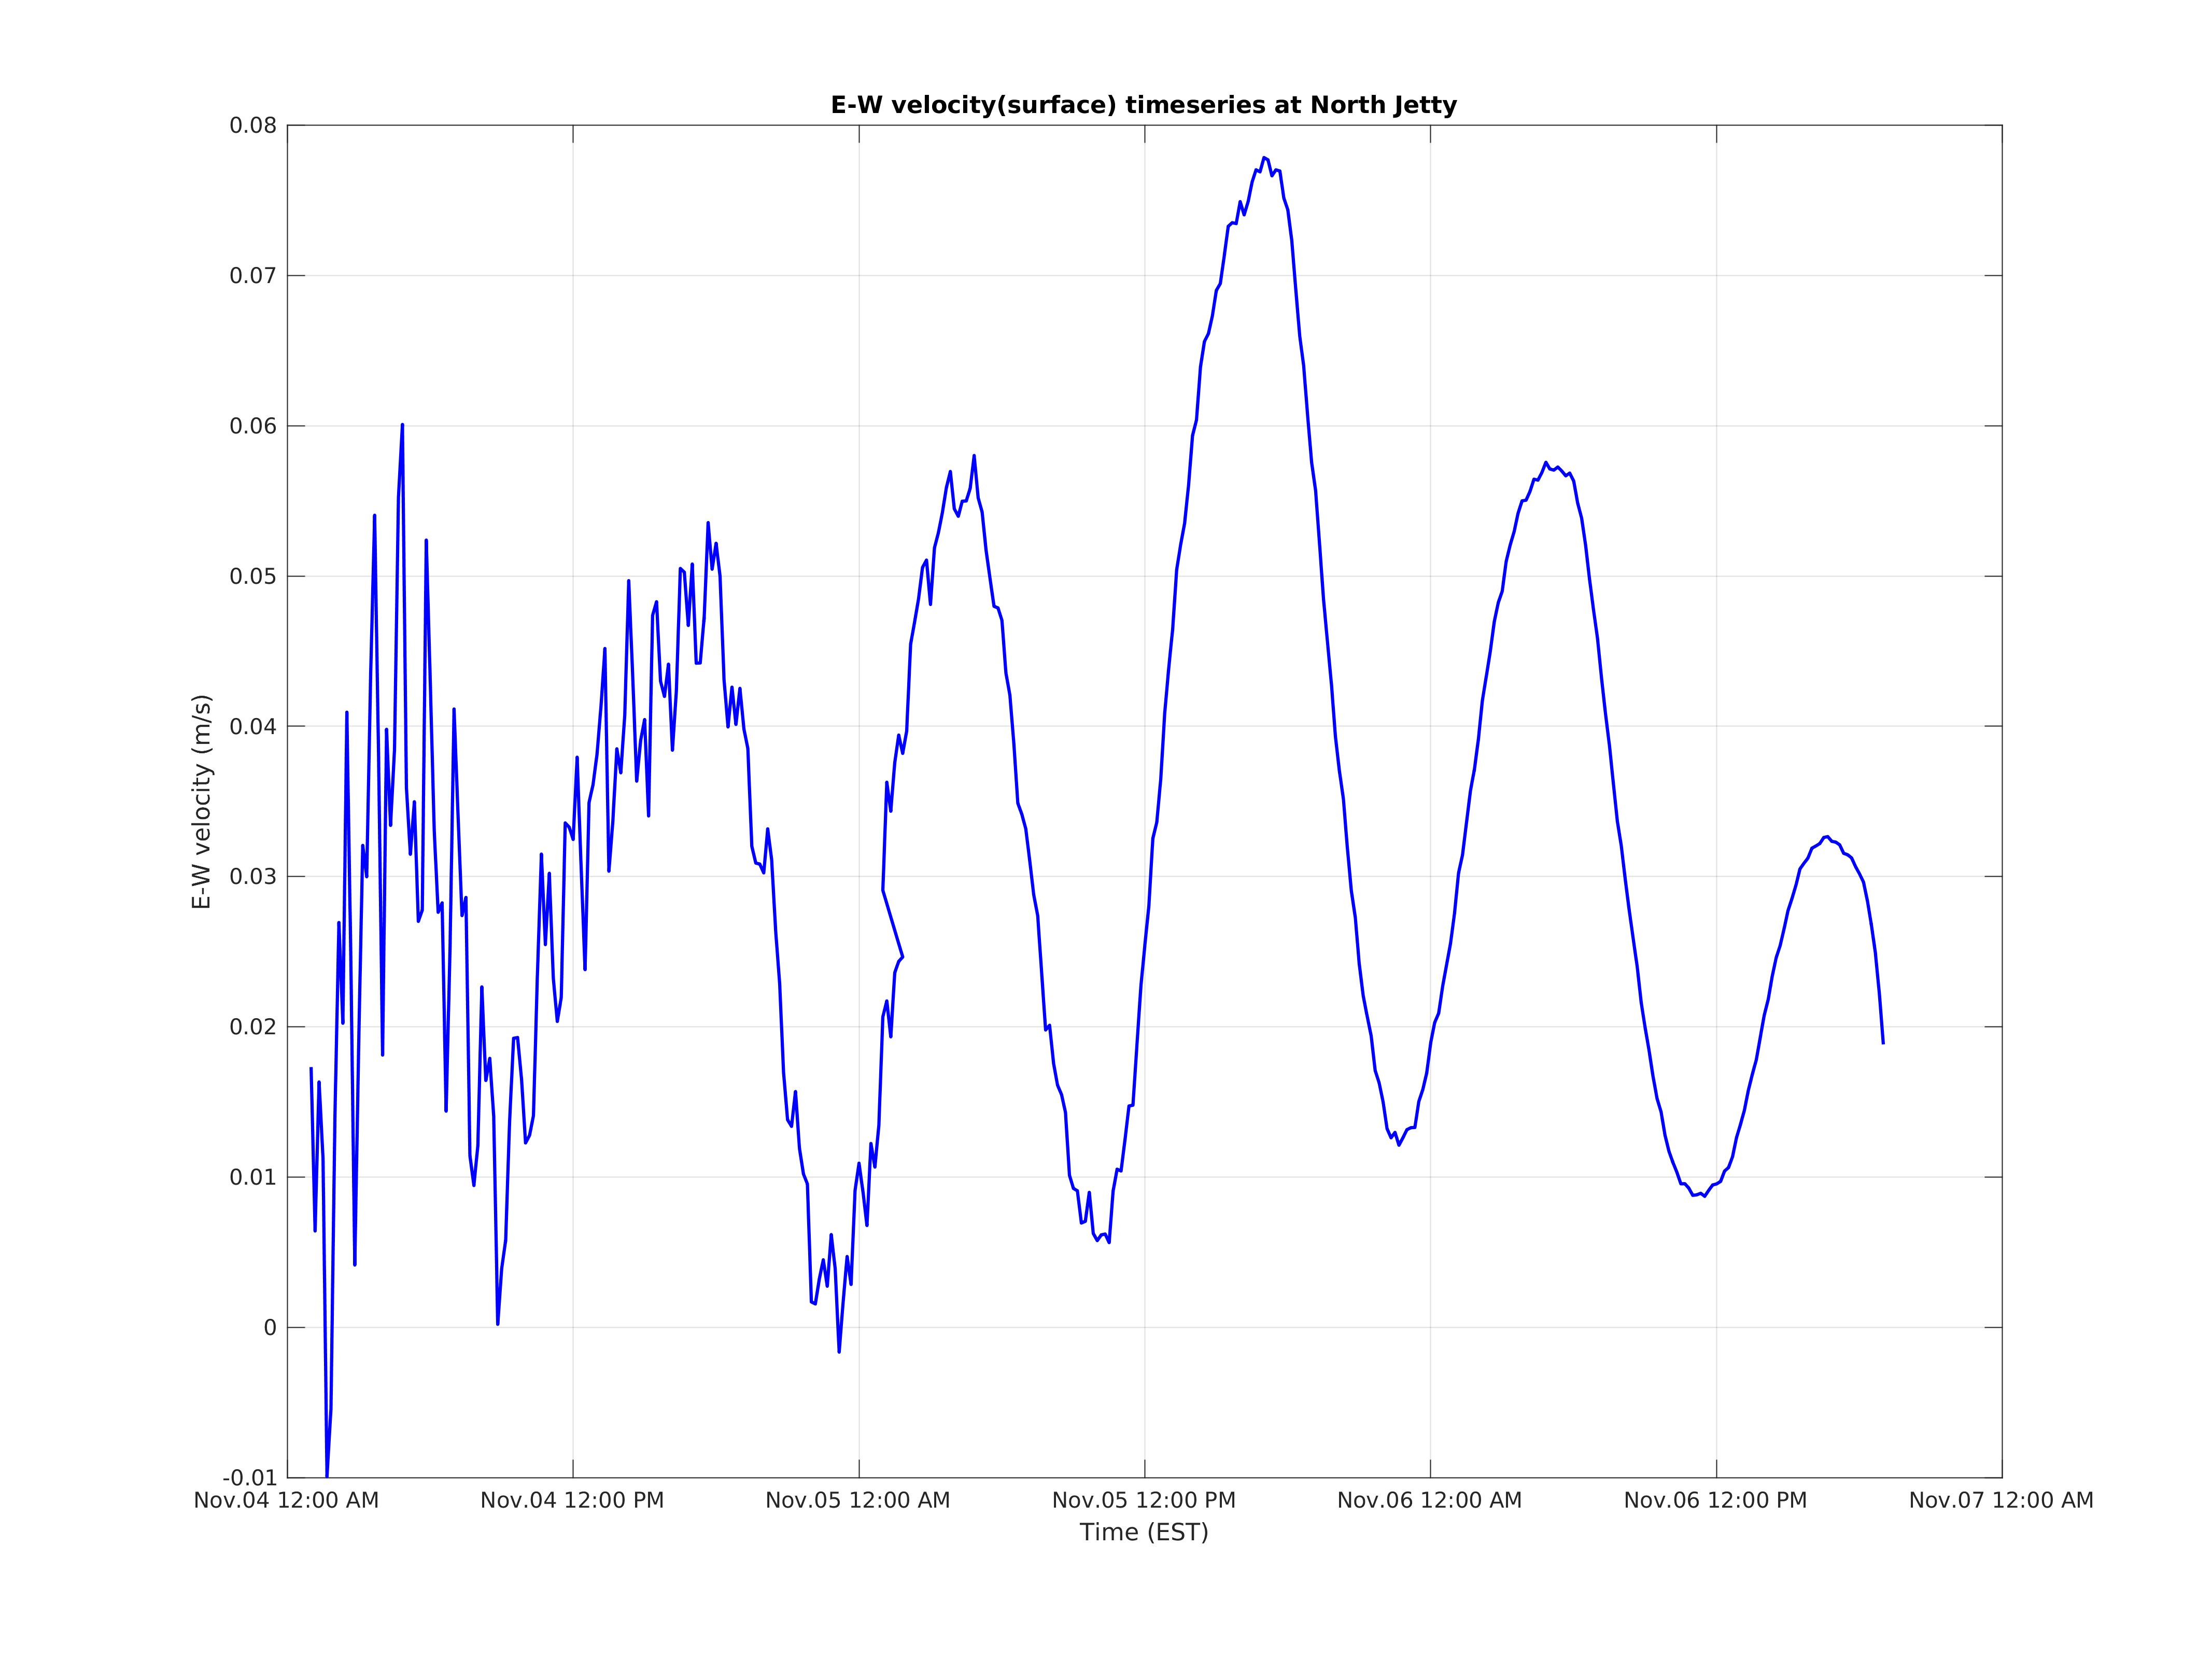 E-W velocity(surface) timeseries at North Jetty
0.08
0.07
0.06
0.05
0.04
0.03
0.02
0.01
0
-0.01
E-W velocity (m/s)
Nov.04 12:00 AM
Nov.04 12:00 PM
Nov.05 12:00 AM
Nov.05 12:00 PM
Nov.06 12:00 AM
Nov.06 12:00 PM
Nov.07 12:00 AM
Time (EST)